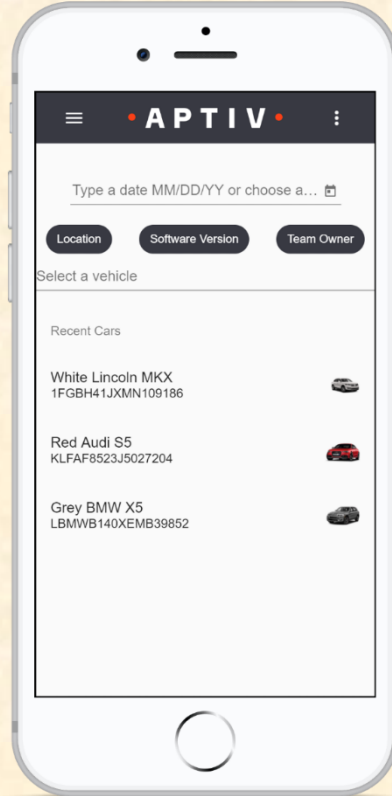 • A P T I V •
Type a date MM/DD/YY or choose a…
Location Software Version Team Owner
Select a vehicle
Recent Cars
White Lincoln MKX
1FGBH41JXMN109186
Red Audi S5
KLFAF8523J5027204
Grey BMW X5
LBMWB140XEMB39852